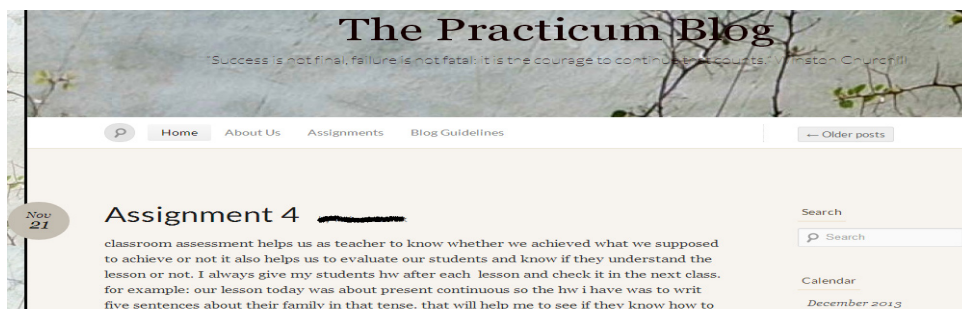 The Practicum Blog
"Success is not final, failure is not fatal: it is the courage to continue that counts." Winston Churchill
Home About Us Assignments Blog Guidelines
← Older posts
Nov
21
Assignment 4
classroom assessment helps us as teacher to know whether we achieved what we supposed
to achieve or not it also helps us to evaluate our students and know if they understand the
lesson or not. I always give my students hw after each lesson and check it in the next class.
for example: our lesson today was about present continuous so the hw i have was to writ
five sentences about their family in that tense. that will help me to see if they know how to
Search
Search
Calendar
December 2013